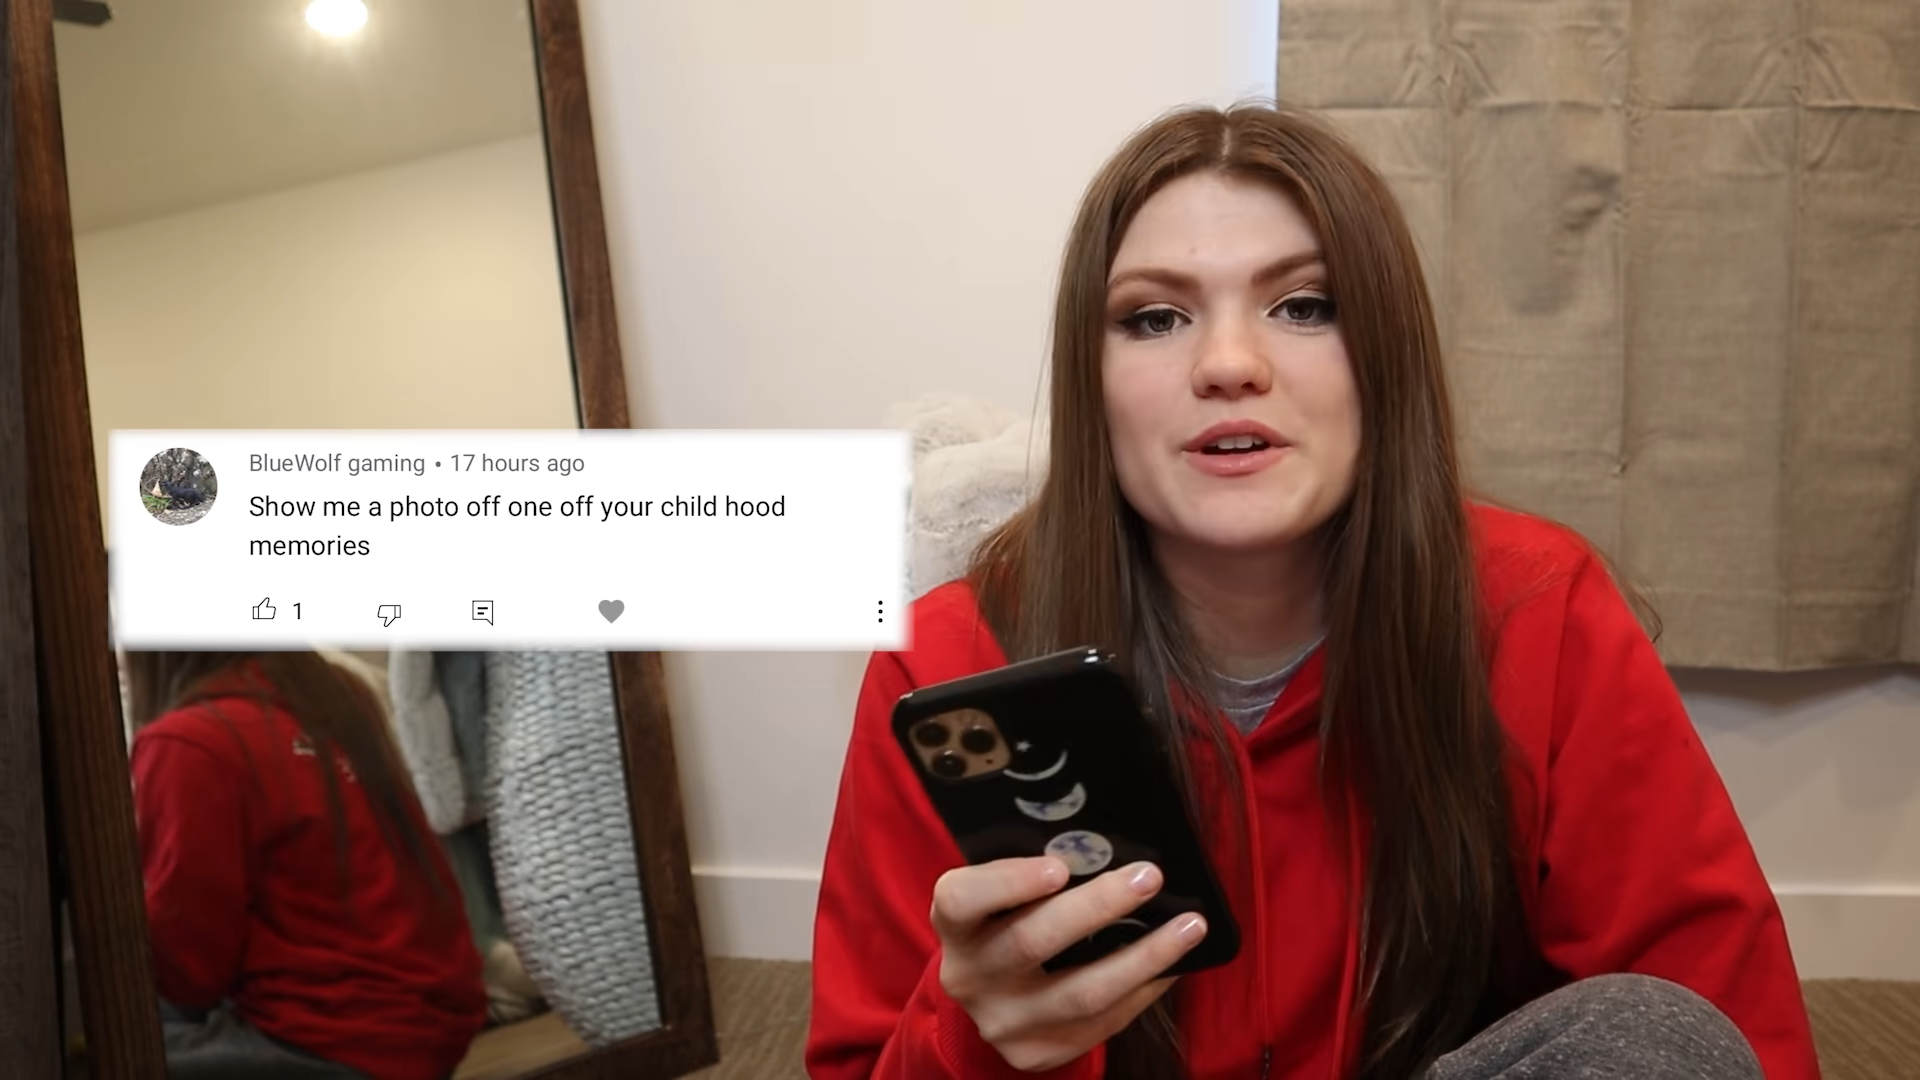 BlueWolf gaming • 17 hours ago
Show me a photo off one off your child hood
memories
1